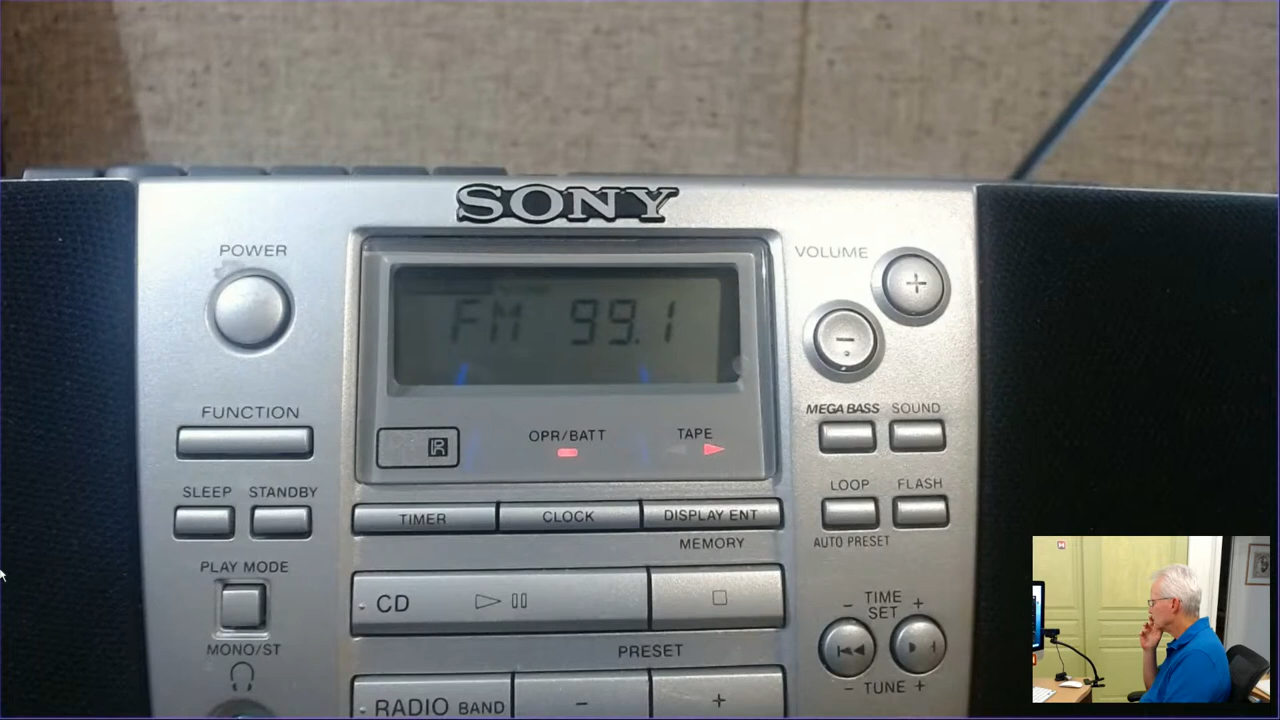 SONY
POWER
VOLUME
FM 99.1
FUNCTION
MEGA BASS SOUND
OPR/BATT
TAPE
R
SLEEP STANDBY
LOOP FLASH
TIMER
CLOCK
DISPLAY ENT
AUTO PRESET
MEMORY
PLAY MODE
CD
- TIME SET +
MONO/ST
PRESET
- TUNE +
RADIO BAND
- +